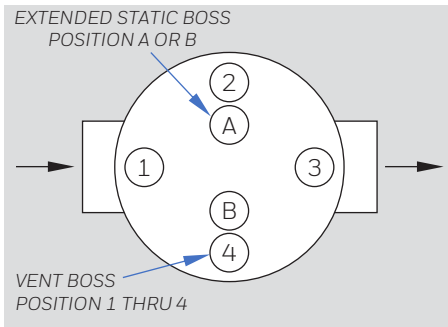 EXTENDED STATIC BOSS
POSITION A OR B
2
A
1
3
B
4
VENT BOSS
POSITION 1 THRU 4